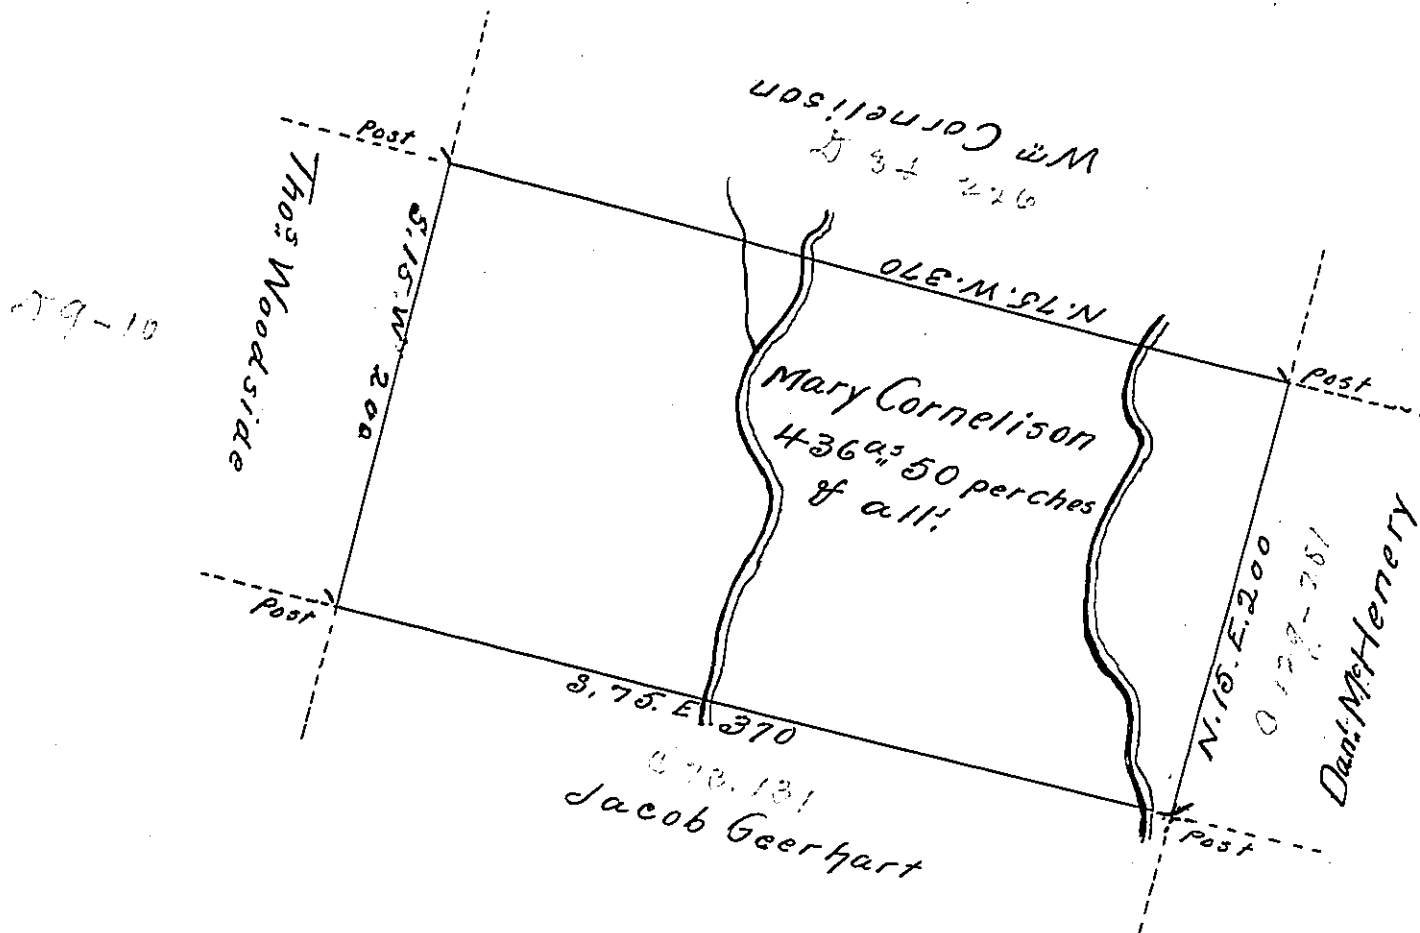 Wm Cornelison
226
Post
Thos Woodside
S.15.W 200
N.75.W.370
Post
Mary Cornelison
436 as 50 perches
& all:
N.15.E.200
Danl. McHenery
Post
S.75.E.370
Jacob Geerhart
Post